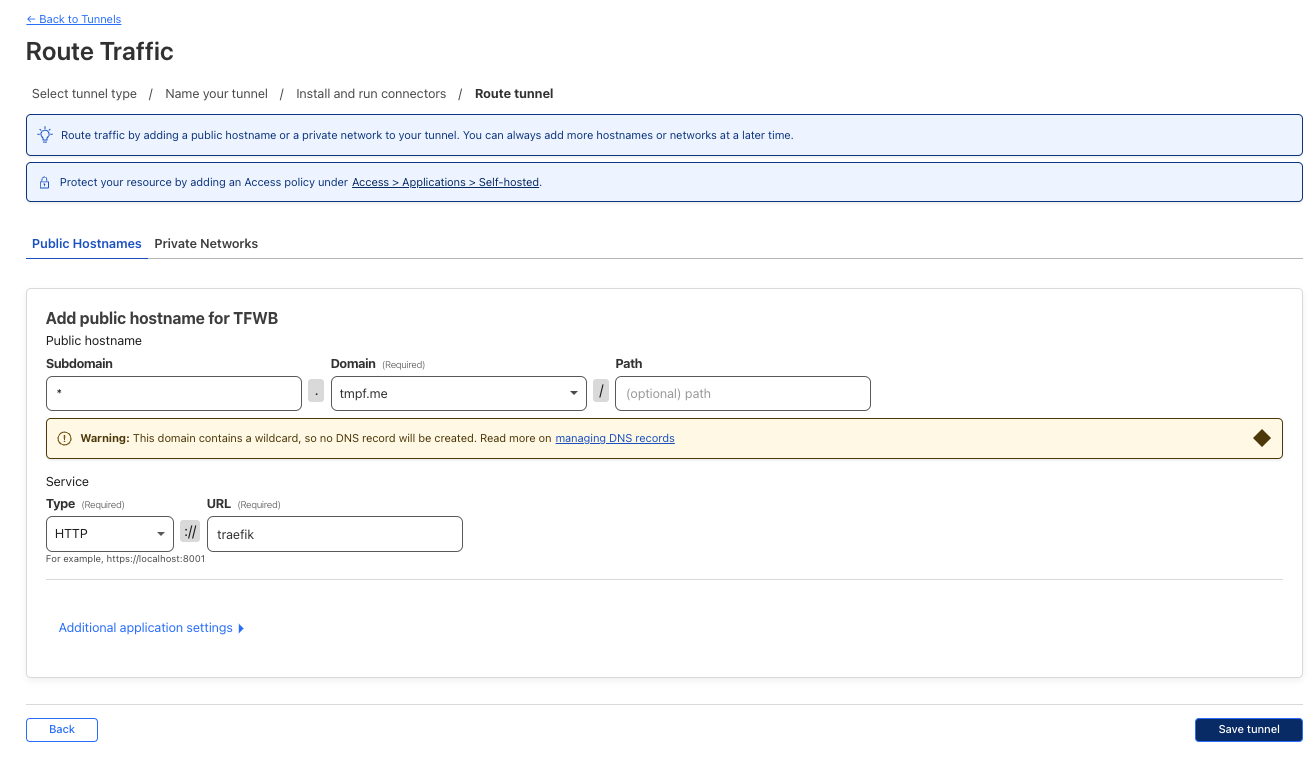 ← Back to Tunnels
Route Traffic
Select tunnel type / Name your tunnel / Install and run connectors / Route tunnel
Route traffic by adding a public hostname or a private network to your tunnel. You can always add more hostnames or networks at a later time.
Protect your resource by adding an Access policy under Access > Applications > Self-hosted.
Public Hostnames Private Networks
Add public hostname for TFWB
Public hostname
Subdomain Domain (Required) Path
* . tmpf.me / (optional) path
Warning: This domain contains a wildcard, so no DNS record will be created. Read more on managing DNS records
Service
Type (Required) URL (Required)
HTTP :// traefik
For example, https://localhost:8001
Additional application settings
Back Save tunnel